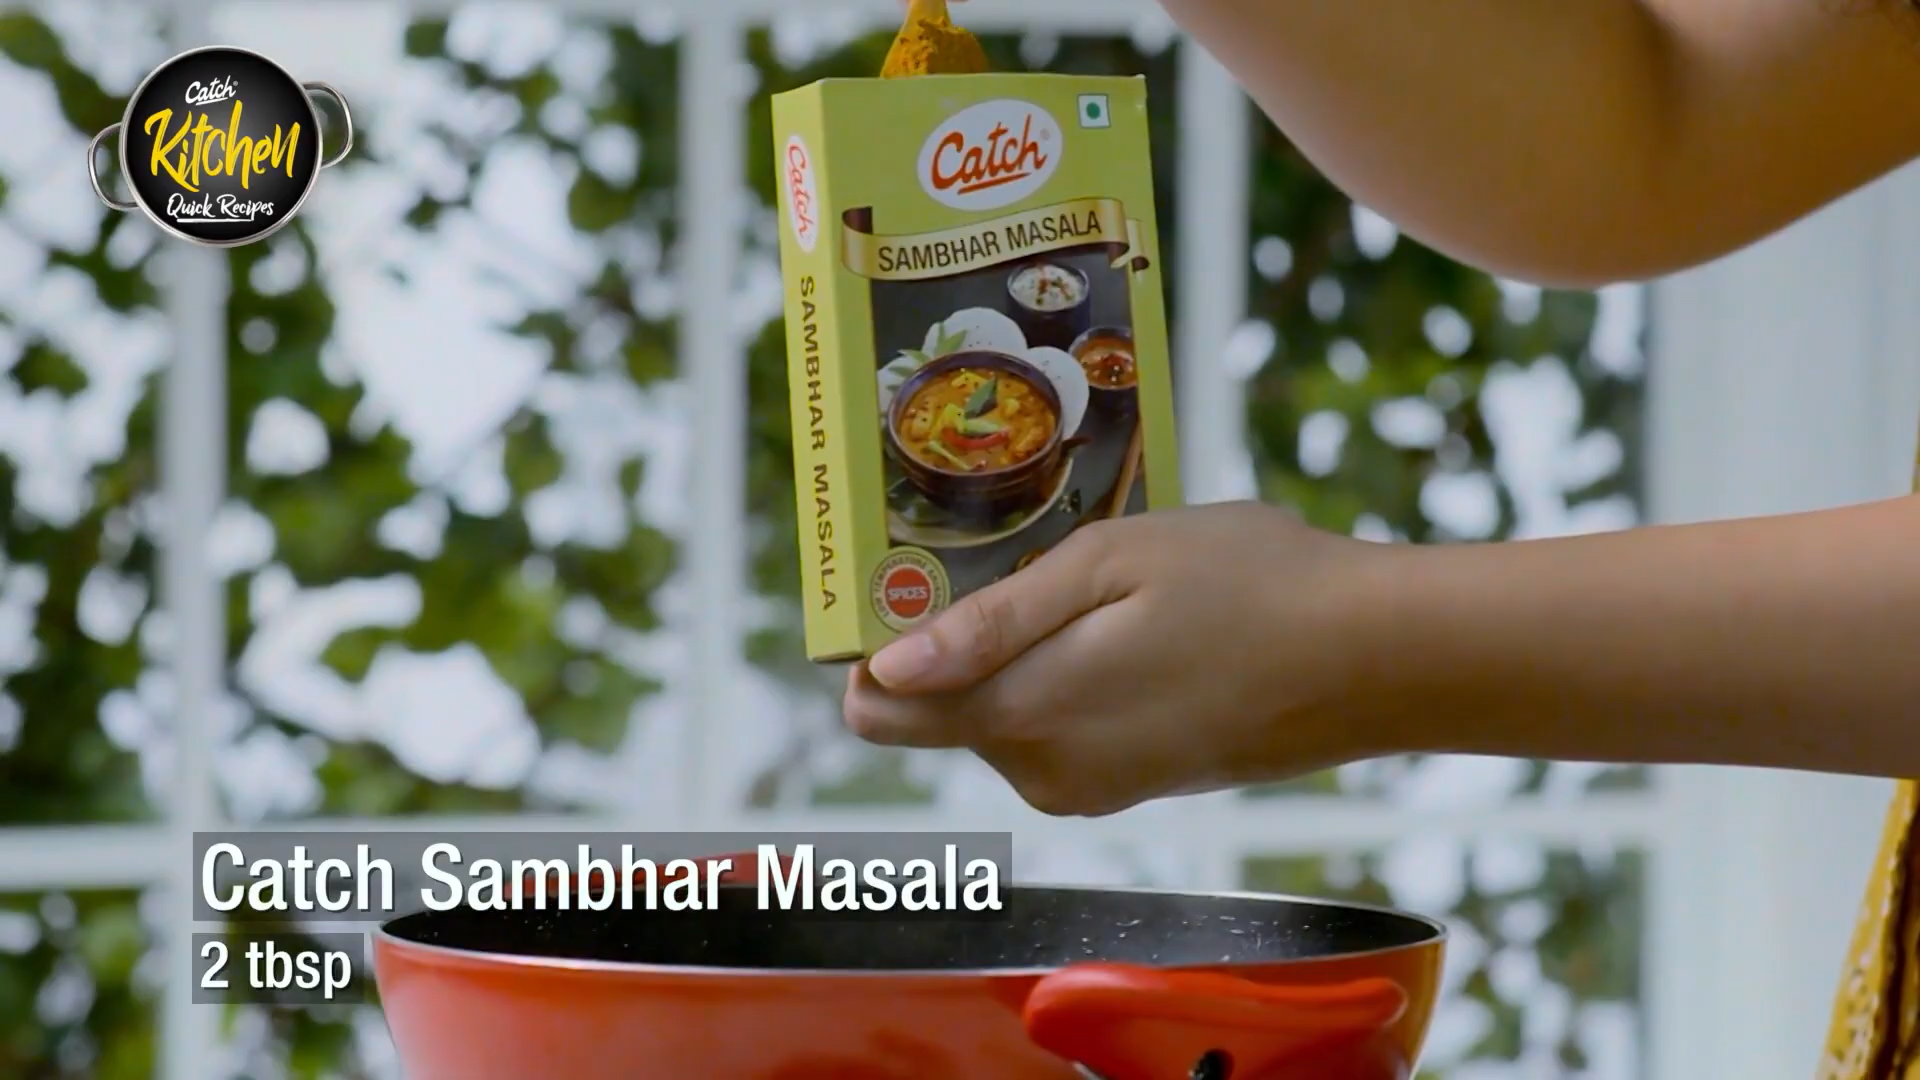 Catch
Kitchen
Quick Recipes
Catch
SAMBHAR MASALA
Catch
SAMBHAR MASALA
SPICES
Catch Sambhar Masala
2 tbsp